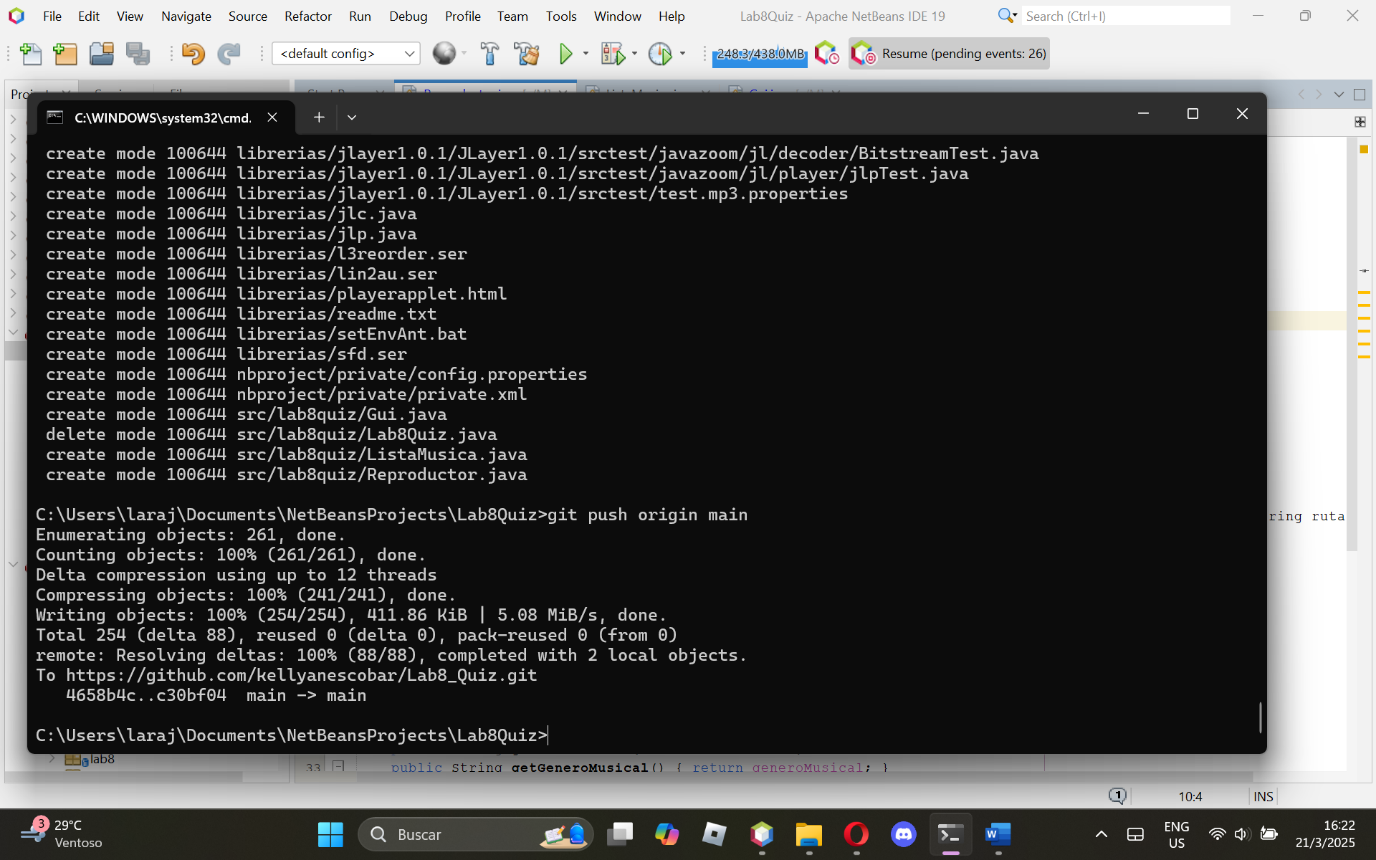 File Edit View Navigate Source Refactor Run Debug Profile Team Tools Window Help
Lab8Quiz - Apache NetBeans IDE 19
Search (Ctrl+I)
<default config>
248.3/438.0MB
Resume (pending events: 26)
C:\WINDOWS\system32\cmd.
create mode 100644 librerias/jlayer1.0.1/JLayer1.0.1/srctest/javazoom/jl/decoder/BitstreamTest.java
create mode 100644 librerias/jlayer1.0.1/JLayer1.0.1/srctest/javazoom/jl/player/jlpTest.java
create mode 100644 librerias/jlayer1.0.1/JLayer1.0.1/srctest/test.mp3.properties
create mode 100644 librerias/jlc.java
create mode 100644 librerias/jlp.java
create mode 100644 librerias/l3reorder.ser
create mode 100644 librerias/lin2au.ser
create mode 100644 librerias/playerapplet.html
create mode 100644 librerias/readme.txt
create mode 100644 librerias/setEnvAnt.bat
create mode 100644 librerias/sfd.ser
create mode 100644 nbproject/private/config.properties
create mode 100644 nbproject/private/private.xml
create mode 100644 src/lab8quiz/Gui.java
delete mode 100644 src/lab8quiz/Lab8Quiz.java
create mode 100644 src/lab8quiz/ListaMusica.java
create mode 100644 src/lab8quiz/Reproductor.java
C:\Users\laraj\Documents\NetBeansProjects\Lab8Quiz>git push origin main
ring ruta
Enumerating objects: 261, done.
Counting objects: 100% (261/261), done.
Delta compression using up to 12 threads
Compressing objects: 100% (241/241), done.
Writing objects: 100% (254/254), 411.86 KiB | 5.08 MiB/s, done.
Total 254 (delta 88), reused 0 (delta 0), pack-reused 0 (from 0)
remote: Resolving deltas: 100% (88/88), completed with 2 local objects.
To https://github.com/kellyanescobar/Lab8_Quiz.git
4658b4c..c30bf04 main -> main
C:\Users\laraj\Documents\NetBeansProjects\Lab8Quiz>
lab8
33 public String getGeneroMusical() { return generoMusical; }
1
10:4
INS
3
29°C
Ventoso
Buscar
ENG
US
16:22
21/3/2025